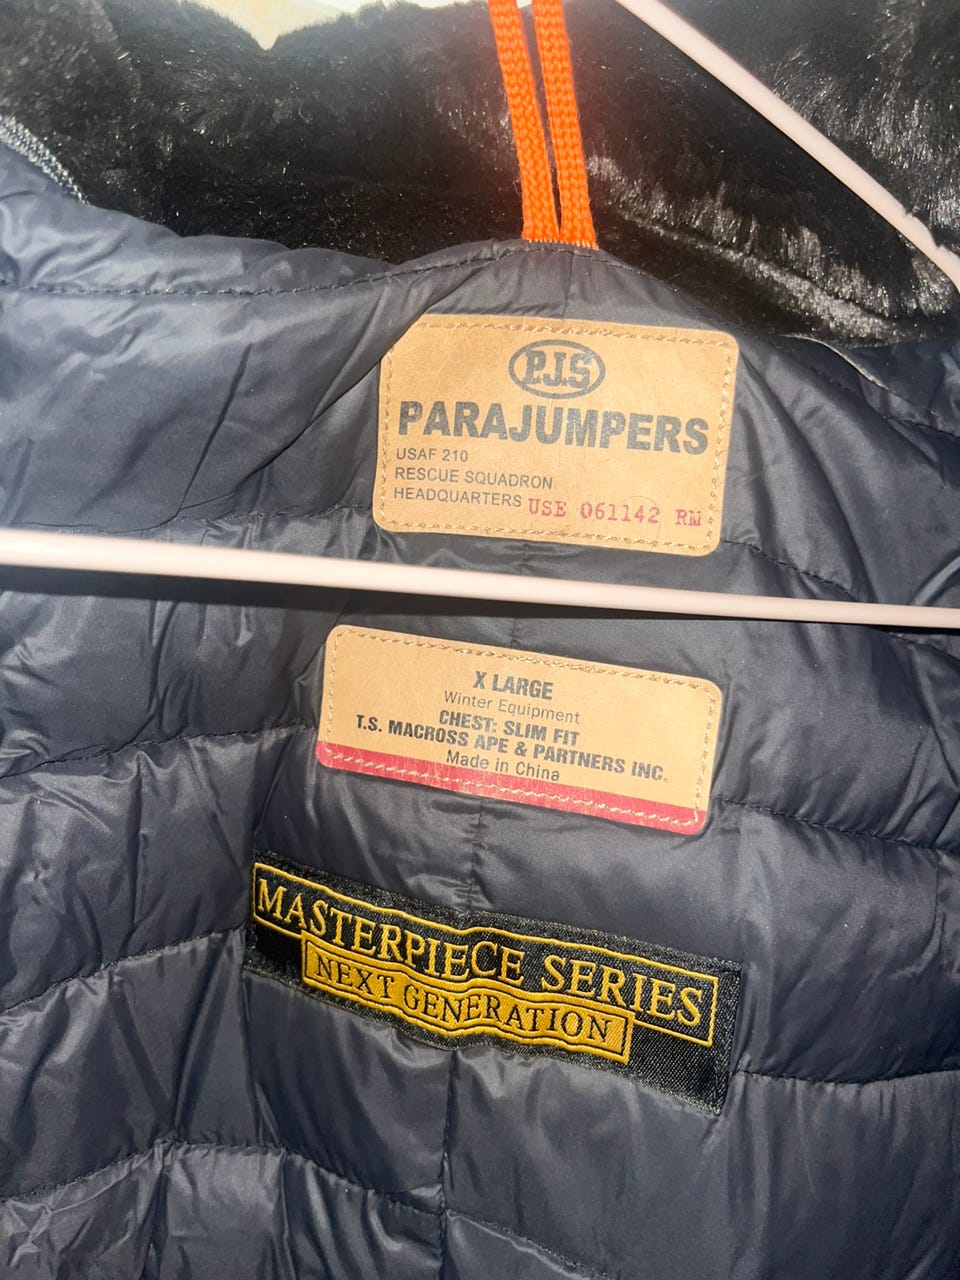 P.J.S
PARAJUMPERS
USAF 210
RESCUE SQUADRON
HEADQUARTERS USE 061142 RM
X LARGE
Winter Equipment
CHEST: SLIM FIT
T.S. MACROSS APE & PARTNERS INC.
Made in China
MASTERPIECE SERIES
NEXT GENERATION